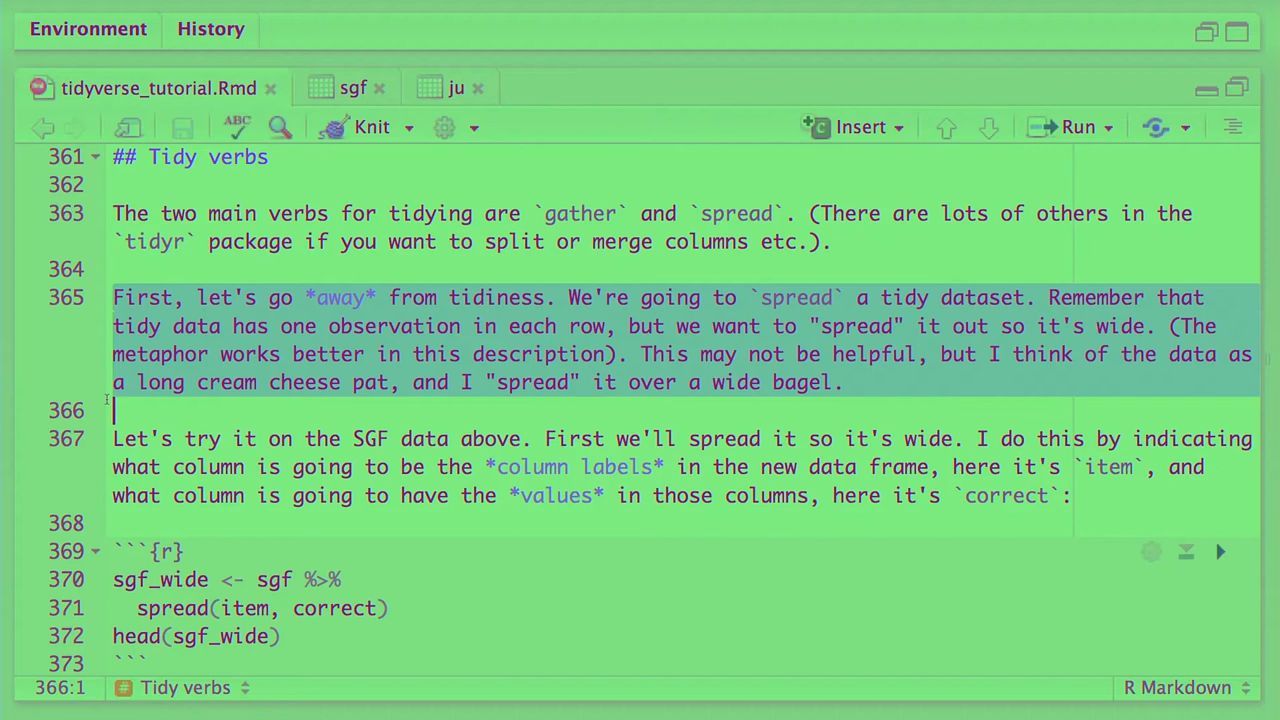 Environment History
tidyverse_tutorial.Rmd sgf ju
ABC Knit Insert Run
361 ## Tidy verbs
362
363 The two main verbs for tidying are `gather` and `spread`. (There are lots of others in the
`tidyr` package if you want to split or merge columns etc.).
364
365 First, let's go *away* from tidiness. We're going to `spread` a tidy dataset. Remember that
tidy data has one observation in each row, but we want to "spread" it out so it's wide. (The
metaphor works better in this description). This may not be helpful, but I think of the data as
a long cream cheese pat, and I "spread" it over a wide bagel.
366
367 Let's try it on the SGF data above. First we'll spread it so it's wide. I do this by indicating
what column is going to be the *column labels* in the new data frame, here it's `item`, and
what column is going to have the *values* in those columns, here it's `correct`:
368
369 ```{r}
370 sgf_wide <- sgf %>%
371 spread(item, correct)
372 head(sgf_wide)
373 ```
366:1 # Tidy verbs R Markdown